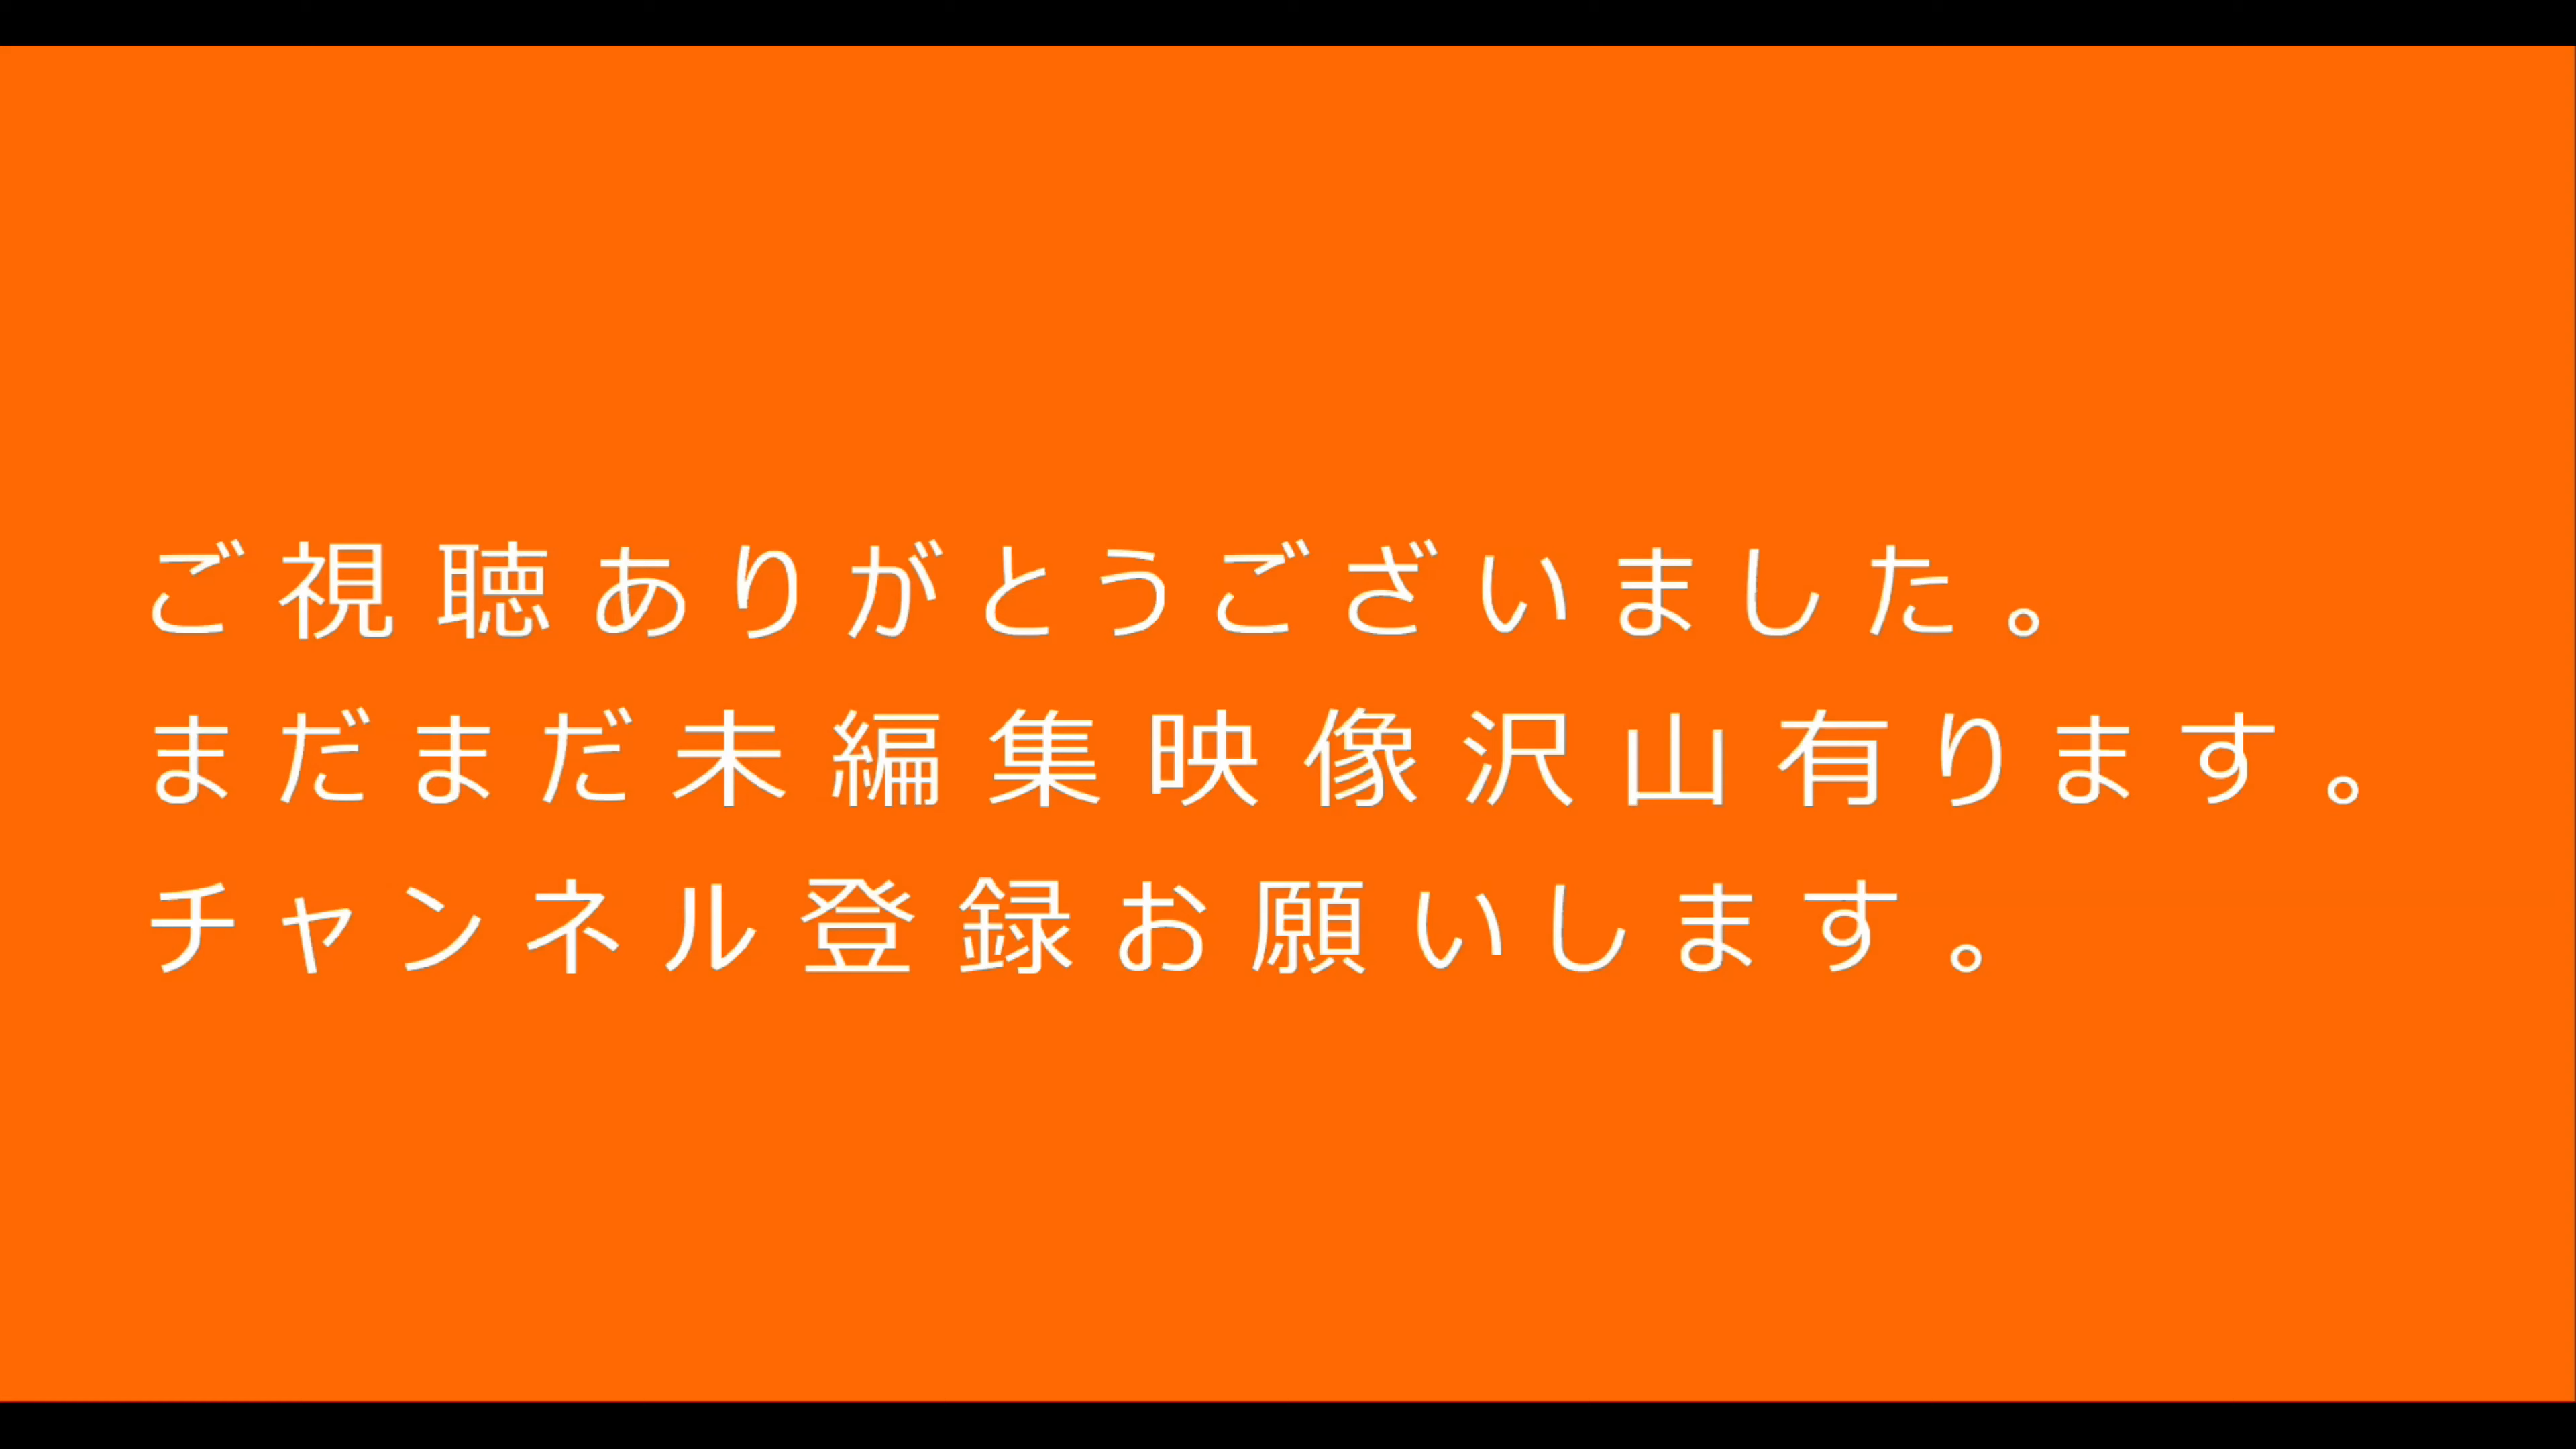 ご視聴ありがとうございました。
まだまだ未編集映像沢山有ります。
チャンネル登録お願いします。